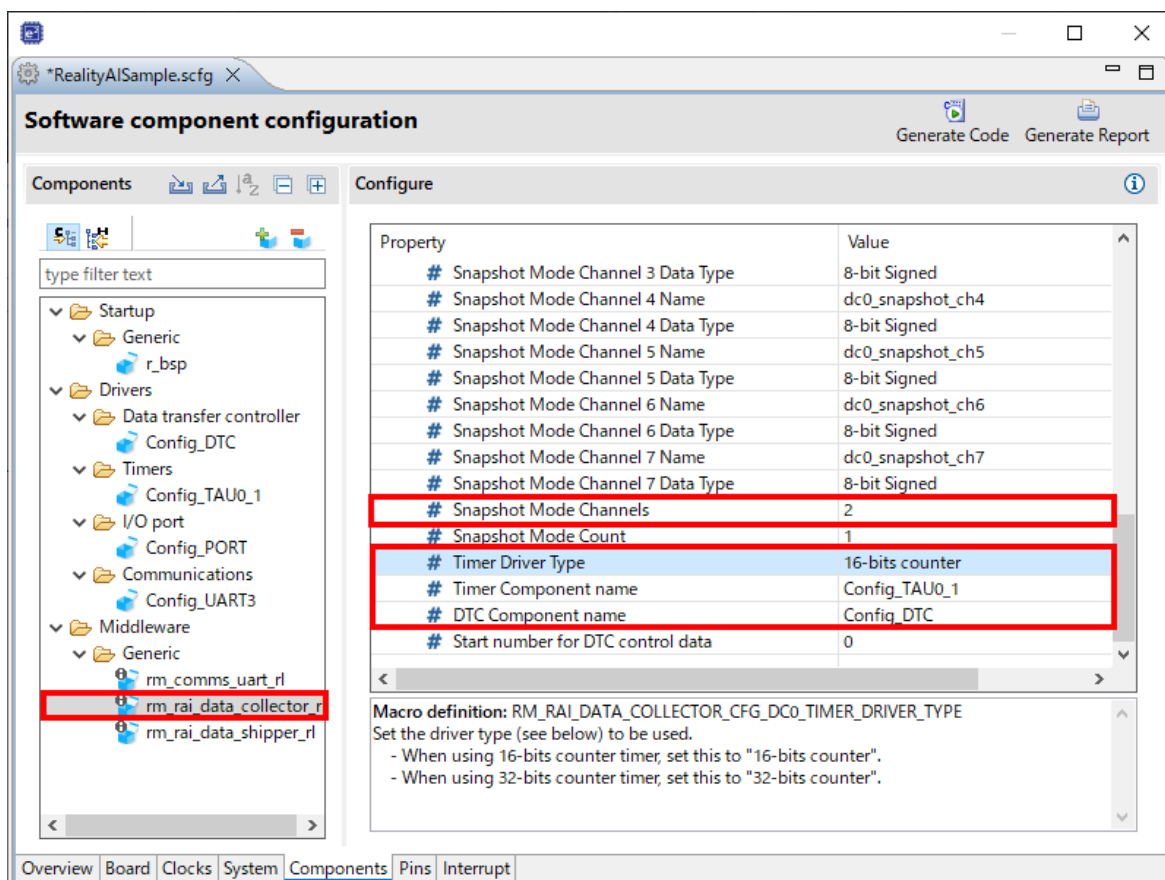 *RealityAISample.scfg
Software component configuration
Generate Code Generate Report
Components
Configure
type filter text
Startup
Generic
r_bsp
Drivers
Data transfer controller
Config_DTC
Timers
Config_TAU0_1
I/O port
Config_PORT
Communications
Config_UART3
Middleware
Generic
rm_comms_uart_rl
rm_rai_data_collector_r
rm_rai_data_shipper_rl
Property Value
# Snapshot Mode Channel 3 Data Type 8-bit Signed
# Snapshot Mode Channel 4 Name dc0_snapshot_ch4
# Snapshot Mode Channel 4 Data Type 8-bit Signed
# Snapshot Mode Channel 5 Name dc0_snapshot_ch5
# Snapshot Mode Channel 5 Data Type 8-bit Signed
# Snapshot Mode Channel 6 Name dc0_snapshot_ch6
# Snapshot Mode Channel 6 Data Type 8-bit Signed
# Snapshot Mode Channel 7 Name dc0_snapshot_ch7
# Snapshot Mode Channel 7 Data Type 8-bit Signed
# Snapshot Mode Channels 2
# Snapshot Mode Count 1
# Timer Driver Type 16-bits counter
# Timer Component name Config_TAU0_1
# DTC Component name Config_DTC
# Start number for DTC control data 0
Macro definition: RM_RAI_DATA_COLLECTOR_CFG_DC0_TIMER_DRIVER_TYPE
Set the driver type (see below) to be used.
- When using 16-bits counter timer, set this to "16-bits counter".
- When using 32-bits counter timer, set this to "32-bits counter".
Overview Board Clocks System Components Pins Interrupt